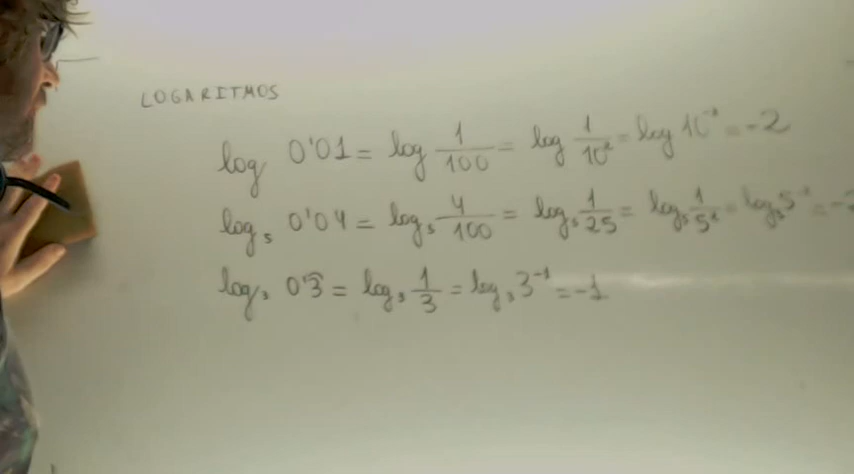 LOGARITMOS
log 0'01 = log 1/100 = log 1/10² = log 10⁻² = -2
log₅ 0'04 = log₅ 4/100 = log₅ 1/25 = log₅ 1/5² = log₅ 5⁻² = -2
log₃ 0'3̂ = log₃ 1/3 = log₃ 3⁻¹ = -1